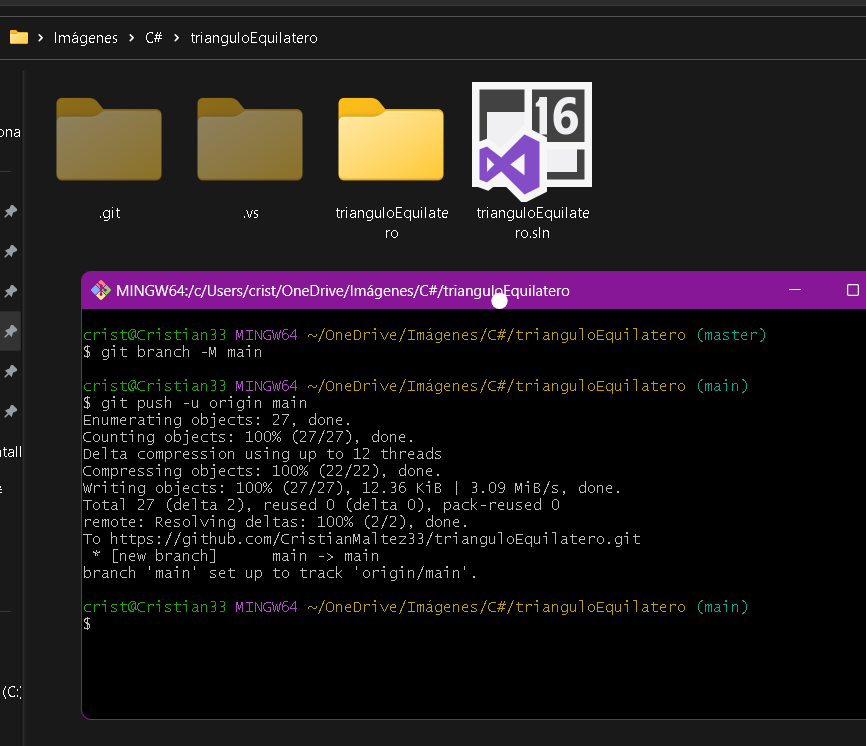 Imágenes > C# > trianguloEquilatero
ona
.git
.vs
trianguloEquilate
ro
16
trianguloEquilate
ro.sln
MINGW64:/c/Users/crist/OneDrive/Imágenes/C#/trianguloEquilatero
crist@Cristian33 MINGW64 ~/OneDrive/Imágenes/C#/trianguloEquilatero (master)
$ git branch -M main
crist@Cristian33 MINGW64 ~/OneDrive/Imágenes/C#/trianguloEquilatero (main)
$ git push -u origin main
Enumerating objects: 27, done.
Counting objects: 100% (27/27), done.
Delta compression using up to 12 threads
Compressing objects: 100% (22/22), done.
Writing objects: 100% (27/27), 12.36 KiB | 3.09 MiB/s, done.
Total 27 (delta 2), reused 0 (delta 0), pack-reused 0
remote: Resolving deltas: 100% (2/2), done.
To https://github.com/CristianMaltez33/trianguloEquilatero.git
 * [new branch]      main -> main
branch 'main' set up to track 'origin/main'.
crist@Cristian33 MINGW64 ~/OneDrive/Imágenes/C#/trianguloEquilatero (main)
$
ntall
(C:)